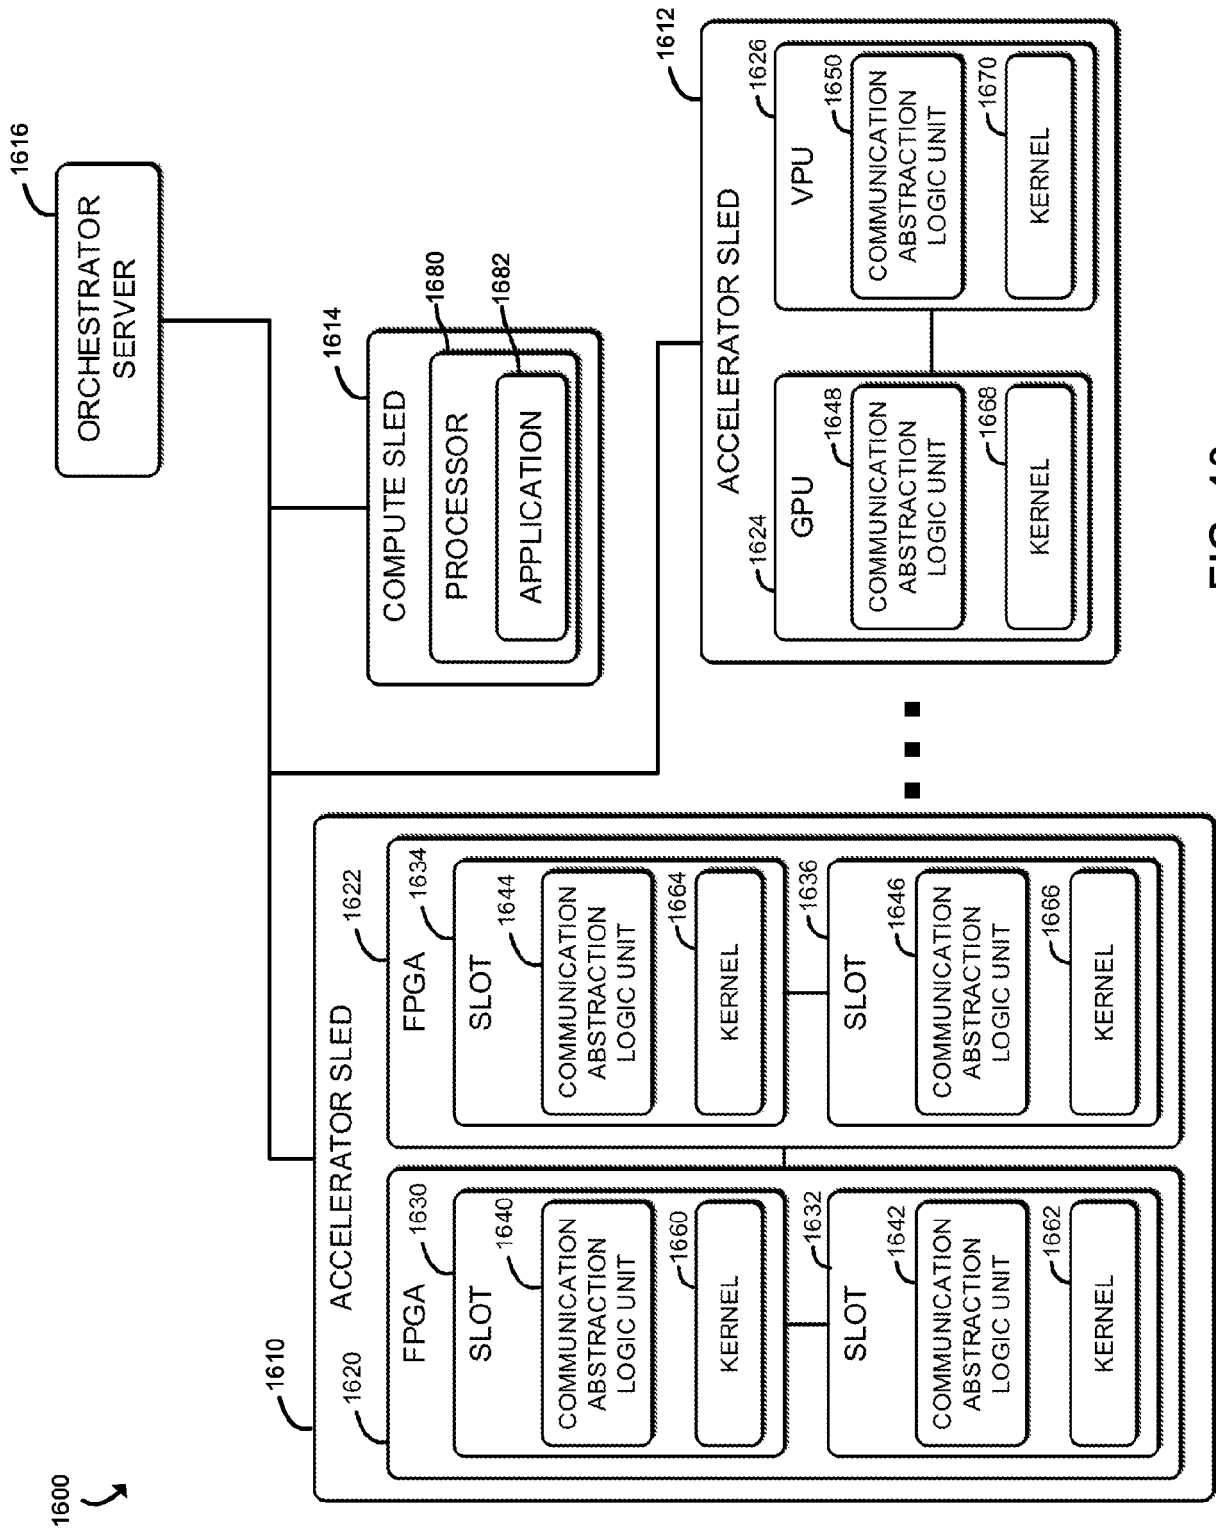 1600
1616
ORCHESTRATOR
SERVER
1614
COMPUTE SLED
1680
PROCESSOR
1682
APPLICATION
1610
ACCELERATOR SLED
1620
FPGA
1630
SLOT
1640
COMMUNICATION
ABSTRACTION
LOGIC UNIT
1660
KERNEL
1632
SLOT
1642
COMMUNICATION
ABSTRACTION
LOGIC UNIT
1662
KERNEL
1622
FPGA
1634
SLOT
1644
COMMUNICATION
ABSTRACTION
LOGIC UNIT
1664
KERNEL
1636
SLOT
1646
COMMUNICATION
ABSTRACTION
LOGIC UNIT
1666
KERNEL
1612
ACCELERATOR SLED
1624
GPU
1648
COMMUNICATION
ABSTRACTION
LOGIC UNIT
1668
KERNEL
1626
VPU
1650
COMMUNICATION
ABSTRACTION
LOGIC UNIT
1670
KERNEL